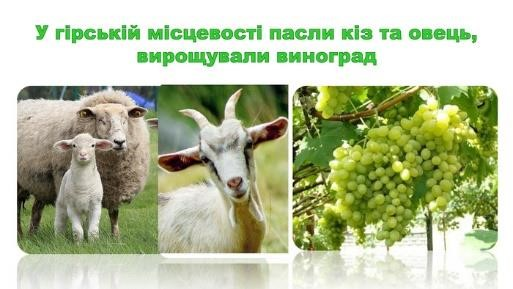 У гірській місцевості пасли кіз та овець,
вирощували виноград